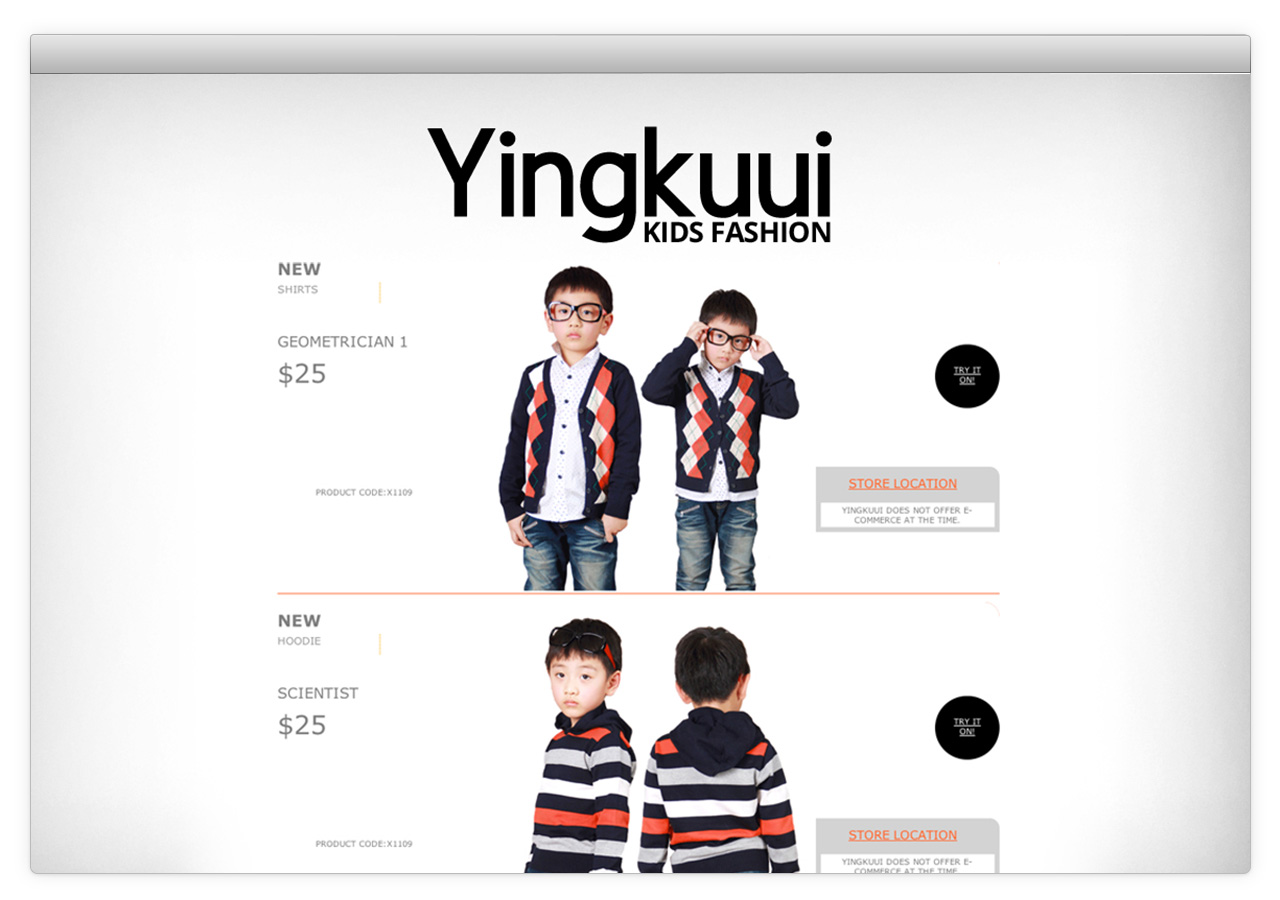 Yingkuui
KIDS FASHION
NEW
SHIRTS
GEOMETRICIAN 1
$25
TRY IT
ON!
PRODUCT CODE:X1109
STORE LOCATION
YINGKUUI DOES NOT OFFER E-
COMMERCE AT THE TIME.
NEW
HOODIE
SCIENTIST
$25
TRY IT
ON!
PRODUCT CODE:X1109
STORE LOCATION
YINGKUUI DOES NOT OFFER E-
COMMERCE AT THE TIME.